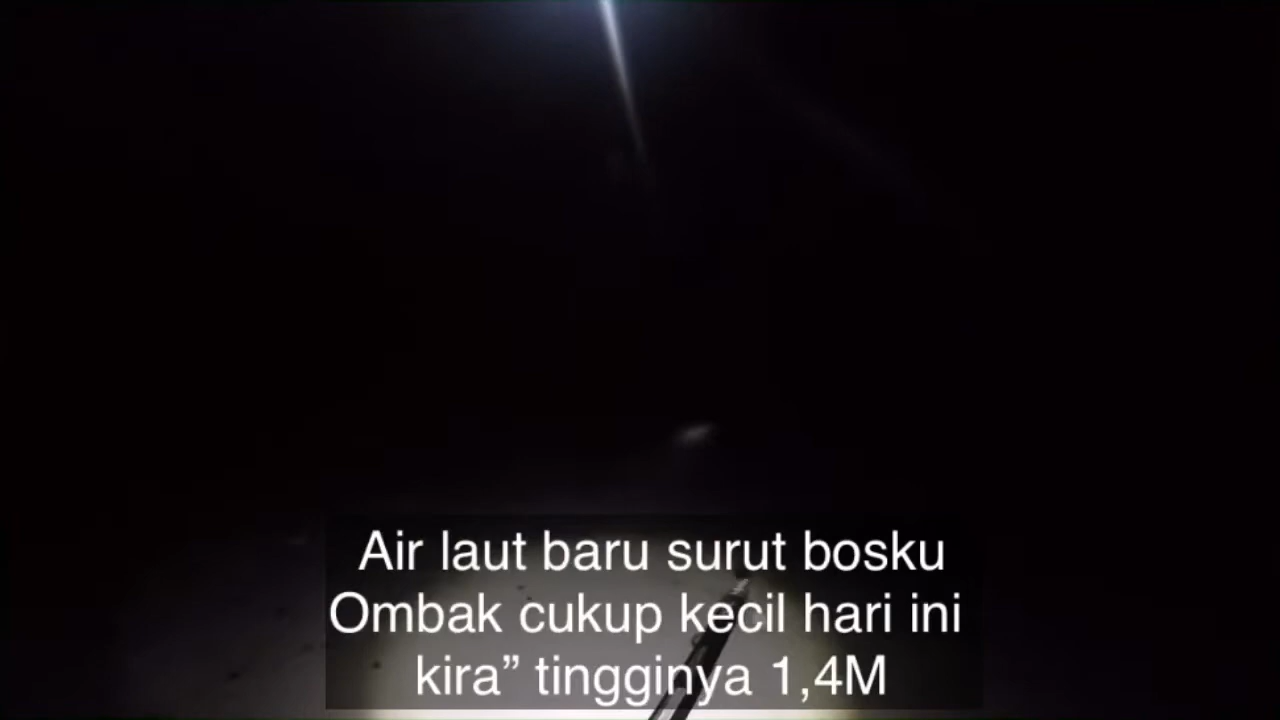 Air laut baru surut bosku
Ombak cukup kecil hari ini
kira” tingginya 1,4M